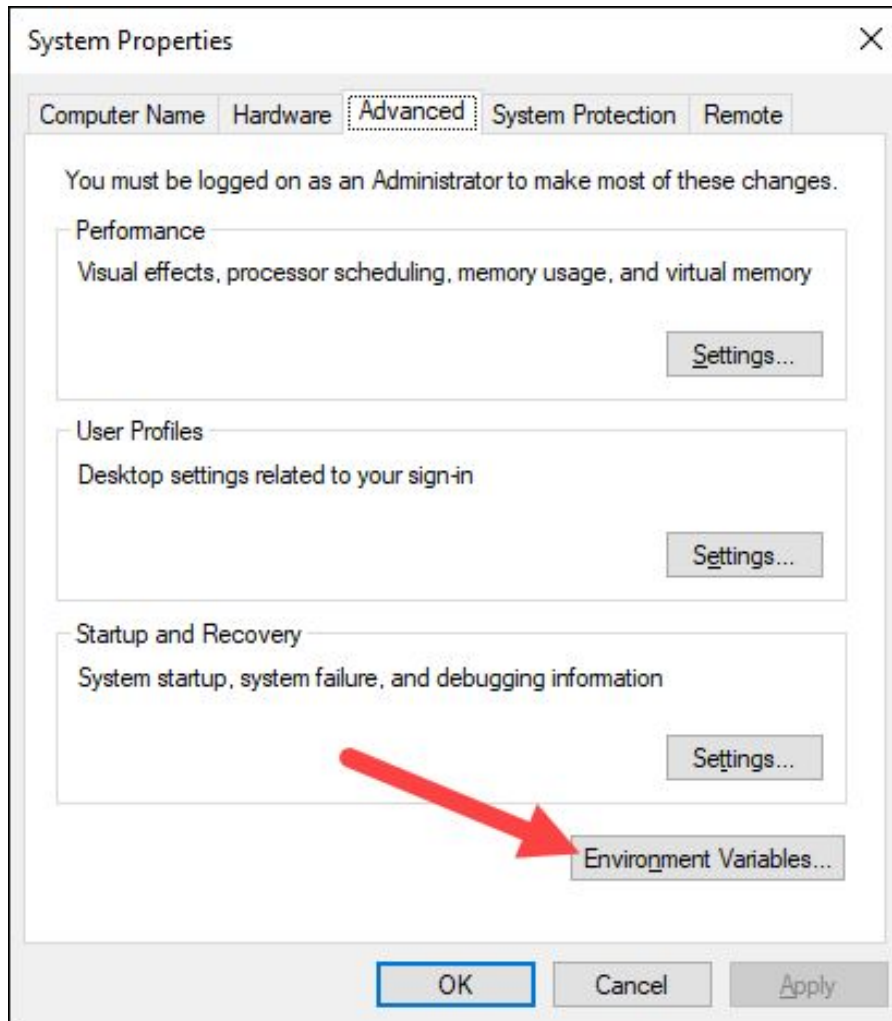 System Properties
Computer Name
Hardware
Advanced
System Protection
Remote
You must be logged on as an Administrator to make most of these changes.
Performance
Visual effects, processor scheduling, memory usage, and virtual memory
Settings...
User Profiles
Desktop settings related to your sign-in
Settings...
Startup and Recovery
System startup, system failure, and debugging information
Settings...
Environment Variables...
OK
Cancel
Apply